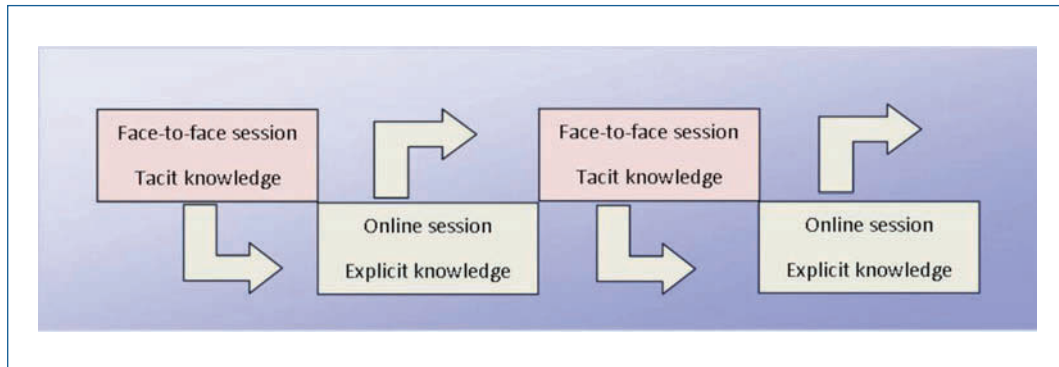 Face-to-face session
Tacit knowledge
Online session
Explicit knowledge
Face-to-face session
Tacit knowledge
Online session
Explicit knowledge